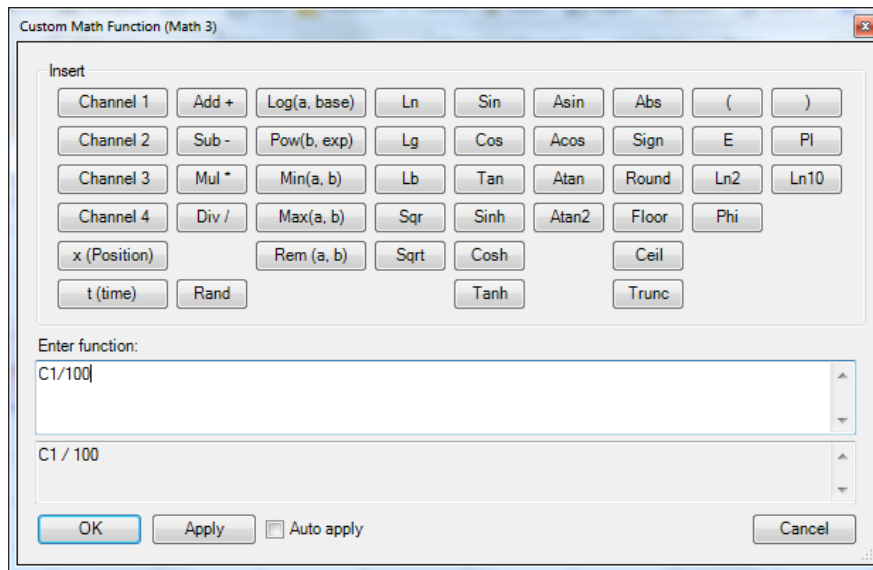 Custom Math Function (Math 3)
Insert
Channel 1 Add + Log(a, base) Ln Sin Asin Abs ( )
Channel 2 Sub - Pow(b, exp) Lg Cos Acos Sign E PI
Channel 3 Mul * Min(a, b) Lb Tan Atan Round Ln2 Ln10
Channel 4 Div / Max(a, b) Sqr Sinh Atan2 Floor Phi
x (Position) Rem (a, b) Sqrt Cosh Ceil
t (time) Rand Tanh Trunc
Enter function:
C1/100
C1 / 100
OK Apply Auto apply Cancel